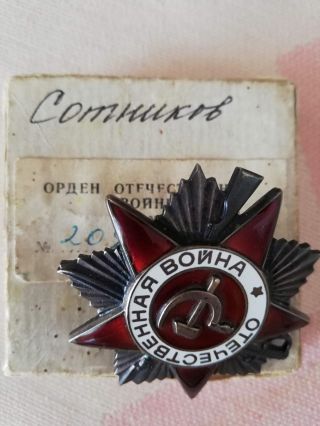 Сотников
ОРДЕН ОТЕЧЕСТ
ВОЙН
№ 20
ОТЕЧЕСТВЕННАЯ ВОЙНА